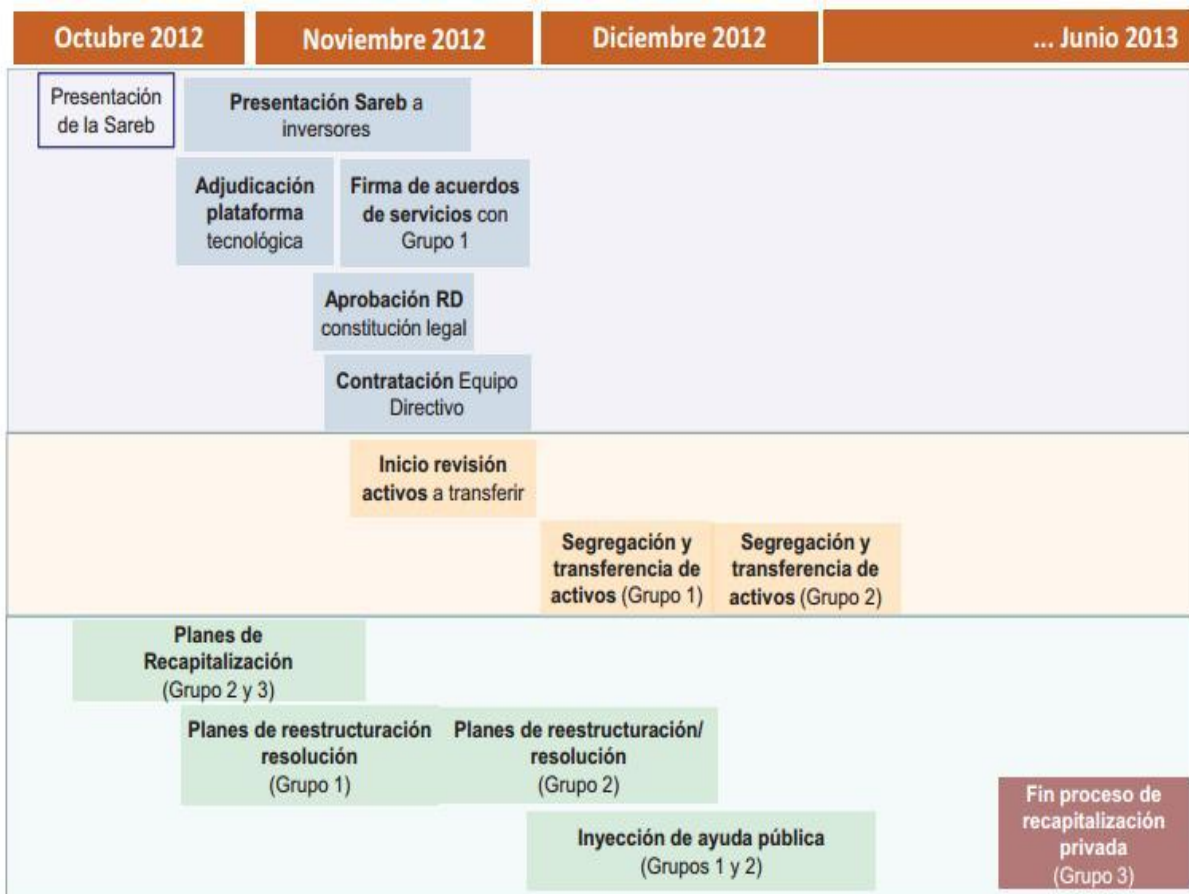 Octubre 2012
Noviembre 2012
Diciembre 2012
... Junio 2013
Presentación
de la Sareb
Presentación Sareb a
inversores
Adjudicación
plataforma
tecnológica
Firma de acuerdos
de servicios con
Grupo 1
Aprobación RD
constitución legal
Contratación Equipo
Directivo
Inicio revisión
activos a transferir
Segregación y
transferencia de
activos (Grupo 1)
Segregación y
transferencia de
activos (Grupo 2)
Planes de
Recapitalización
(Grupo 2 y 3)
Planes de reestructuración
resolución
(Grupo 1)
Planes de reestructuración/
resolución
(Grupo 2)
Inyección de ayuda pública
(Grupos 1 y 2)
Fin proceso de
recapitalización
privada
(Grupo 3)